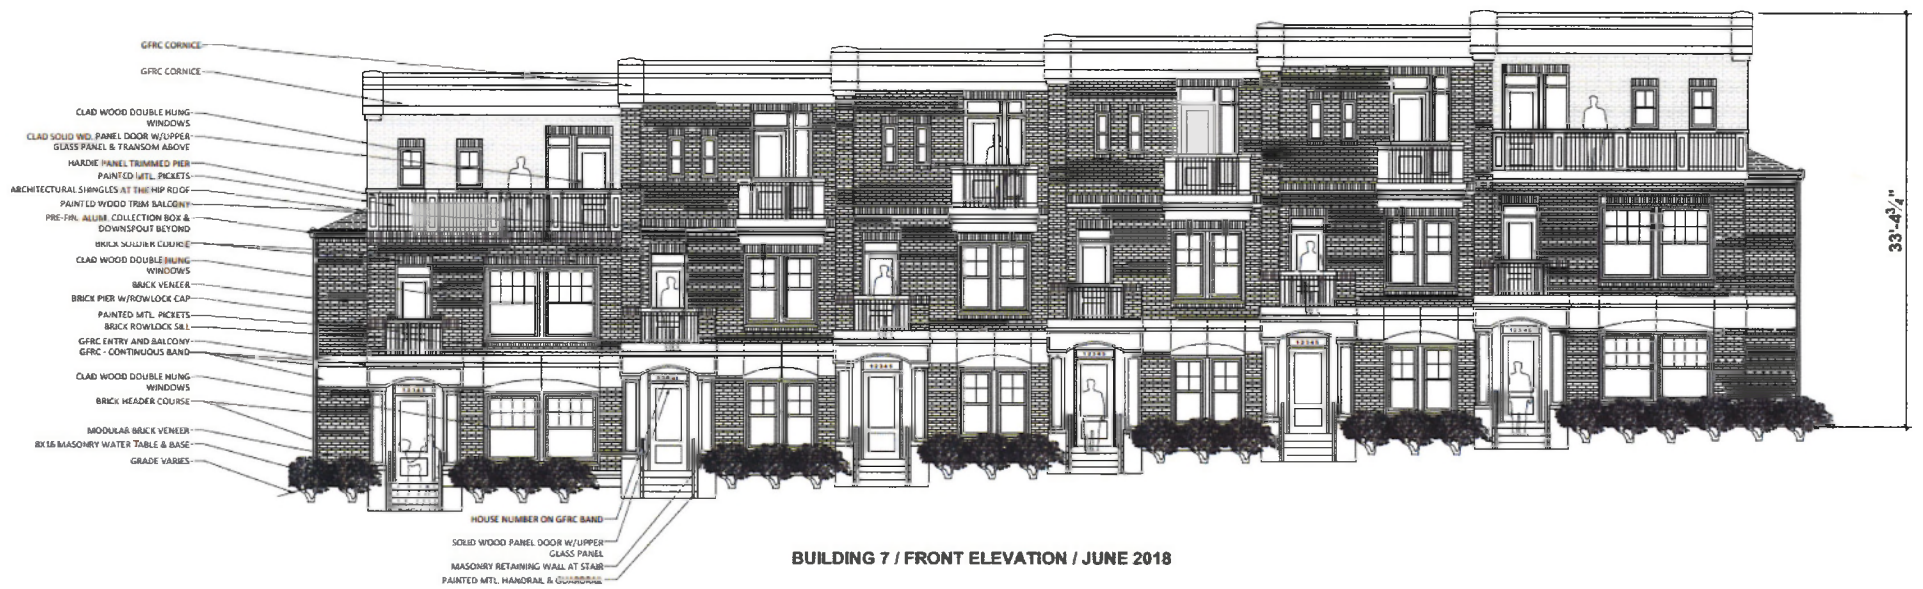 GFRC CORNICE
GFRC CORNICE
CLAD WOOD DOUBLE HUNG
WINDOWS
CLAD SOLID WD. PANEL DOOR W/UPPER
GLASS PANEL & TRANSOM ABOVE
HARDIE PANEL TRIMMED PIER
PAINTED MTL. PICKETS
ARCHITECTURAL SHINGLES AT THE HIP ROOF
PAINTED WOOD TRIM BALCONY
PRE-FIN. ALUM. COLLECTION BOX &
DOWNSPOUT BEYOND
BRICK SOLDIER COURSE
CLAD WOOD DOUBLE HUNG
WINDOWS
BRICK VENEER
BRICK PIER W/ROWLOCK CAP
PAINTED MTL. PICKETS
BRICK ROWLOCK SILL
GFRC ENTRY AND BALCONY
GFRC - CONTINUOUS BAND
CLAD WOOD DOUBLE HUNG
WINDOWS
BRICK HEADER COURSE
MODULAR BRICK VENEER
8X16 MASONRY WATER TABLE & BASE
GRADE VARIES
12345
12345
12345
12345
12345
12345
33'-4¾"
HOUSE NUMBER ON GFRC BAND
SOLID WOOD PANEL DOOR W/UPPER
GLASS PANEL
MASONRY RETAINING WALL AT STAIR
PAINTED MTL. HANDRAIL & GUARDRAIL
BUILDING 7 / FRONT ELEVATION / JUNE 2018